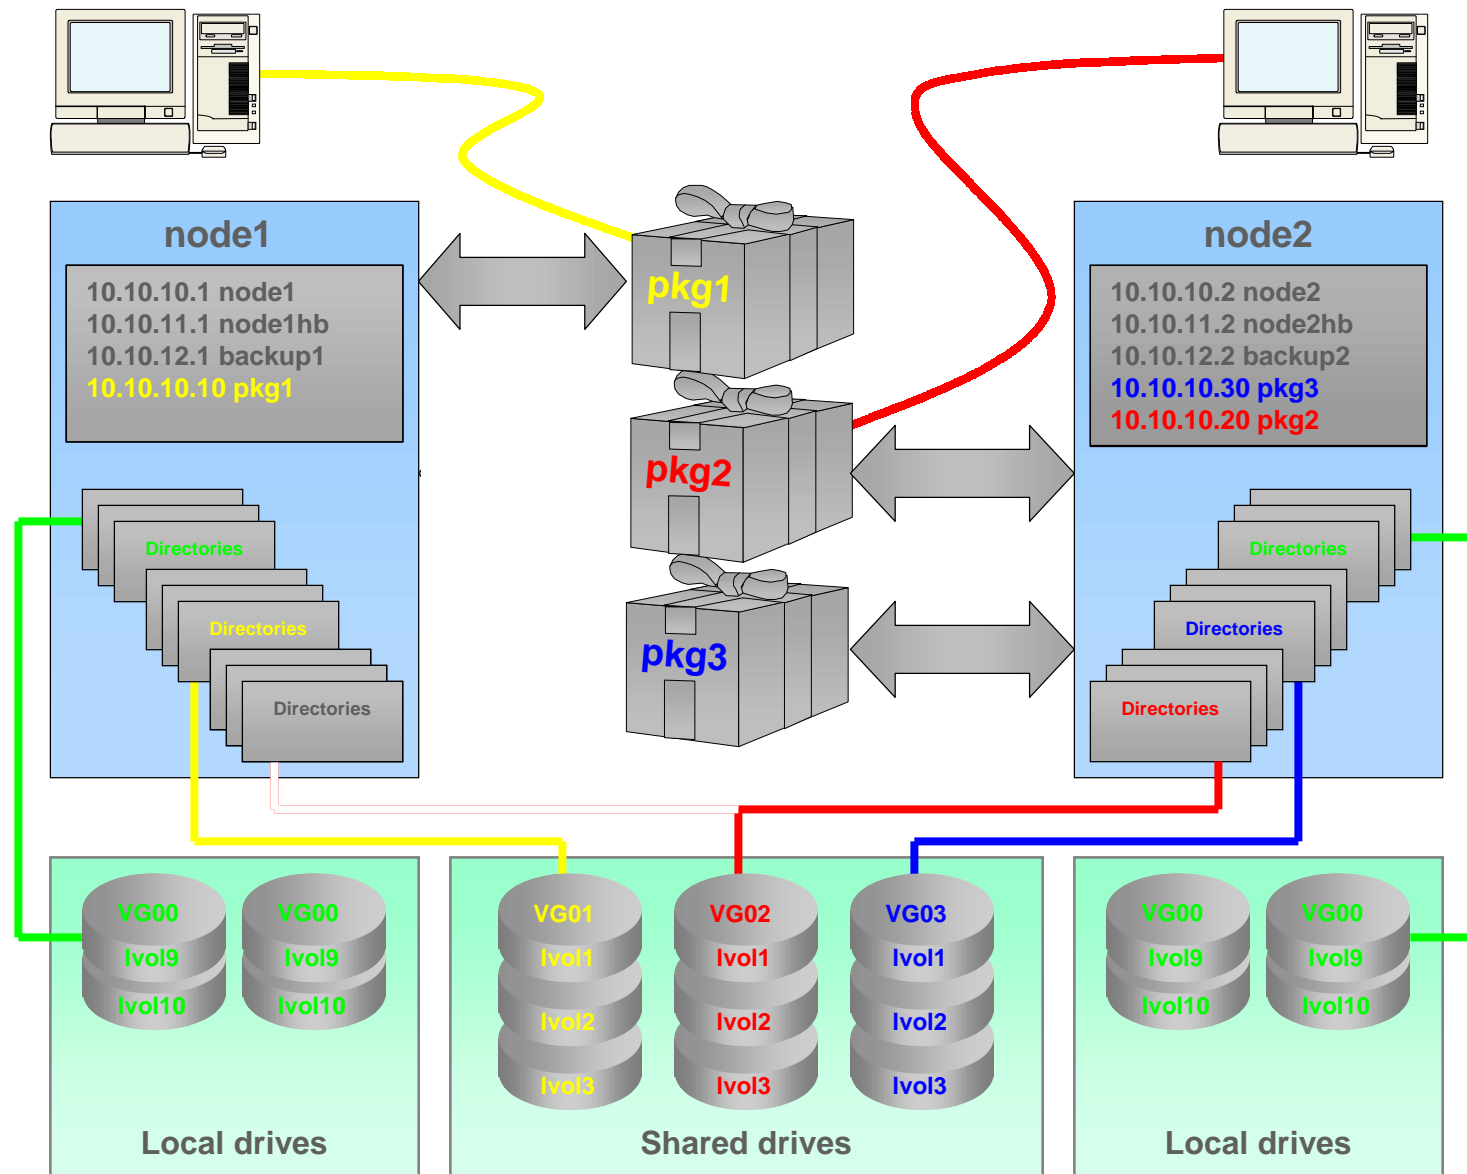 node1
10.10.10.1 node1
10.10.11.1 node1hb
10.10.12.1 backup1
10.10.10.10 pkg1
Directories
Directories
Directories
pkg1
pkg2
pkg3
node2
10.10.10.2 node2
10.10.11.2 node2hb
10.10.12.2 backup2
10.10.10.30 pkg3
10.10.10.20 pkg2
Directories
Directories
Directories
VG00
lvol9
lvol10
VG00
lvol9
lvol10
Local drives
VG01
lvol1
lvol2
lvol3
VG02
lvol1
lvol2
lvol3
VG03
lvol1
lvol2
lvol3
Shared drives
VG00
lvol9
lvol10
VG00
lvol9
lvol10
Local drives